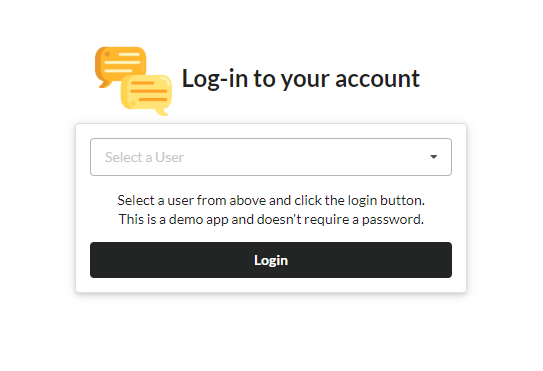 Log-in to your account
Select a User
Select a user from above and click the login button.
This is a demo app and doesn't require a password.
Login